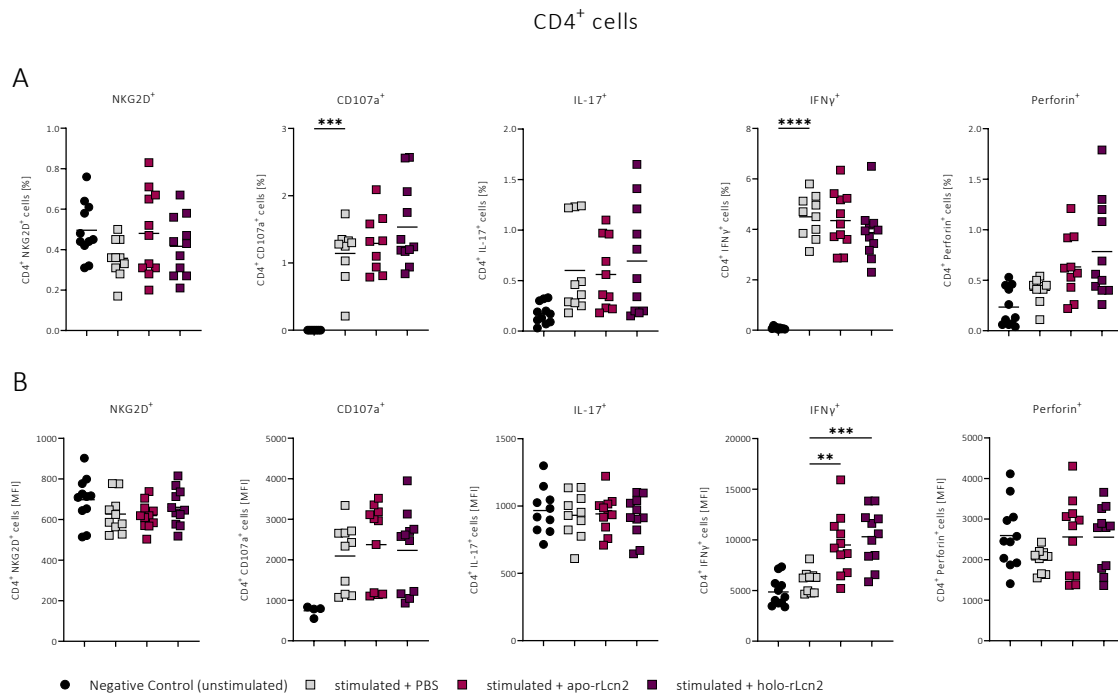 CD4⁺ cells
A
NKG2D⁺
CD107a⁺
IL-17⁺
IFNγ⁺
Perforin⁺
CD4⁺ NKG2D⁺ cells [%]
1.0
0.8
0.6
0.4
0.2
0.0
CD4⁺ CD107a⁺ cells [%]
3
2
1
0
***
CD4⁺ IL-17⁺ cells [%]
2.0
1.5
1.0
0.5
0.0
CD4⁺ IFNγ⁺ cells [%]
8
6
4
2
0
****
CD4⁺ Perforin⁺ cells [%]
2.0
1.5
1.0
0.5
0.0
B
NKG2D⁺
CD107a⁺
IL-17⁺
IFNγ⁺
Perforin⁺
CD4⁺ NKG2D⁺ cells [MFI]
1000
800
600
400
200
0
CD4⁺ CD107a⁺ cells [MFI]
5000
4000
3000
2000
1000
0
CD4⁺ IL-17⁺ cells [MFI]
1500
1000
500
0
CD4⁺ IFNγ⁺ cells [MFI]
20000
15000
10000
5000
0
***
**
CD4⁺ Perforin⁺ cells [MFI]
5000
4000
3000
2000
1000
0
Negative Control (unstimulated) stimulated + PBS stimulated + apo-rLcn2 stimulated + holo-rLcn2